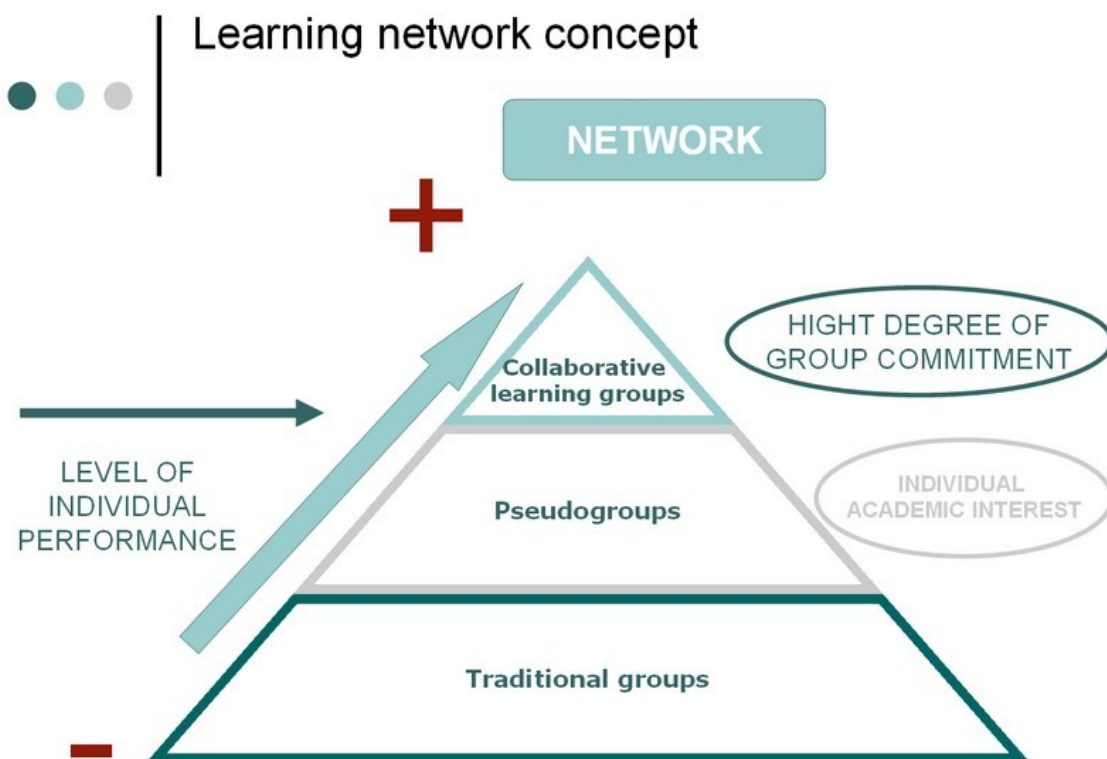 Learning network concept
NETWORK
+
HIGHT DEGREE OF
GROUP COMMITMENT
Collaborative
learning groups
LEVEL OF
INDIVIDUAL
PERFORMANCE
INDIVIDUAL
ACADEMIC INTEREST
Pseudogroups
Traditional groups
-